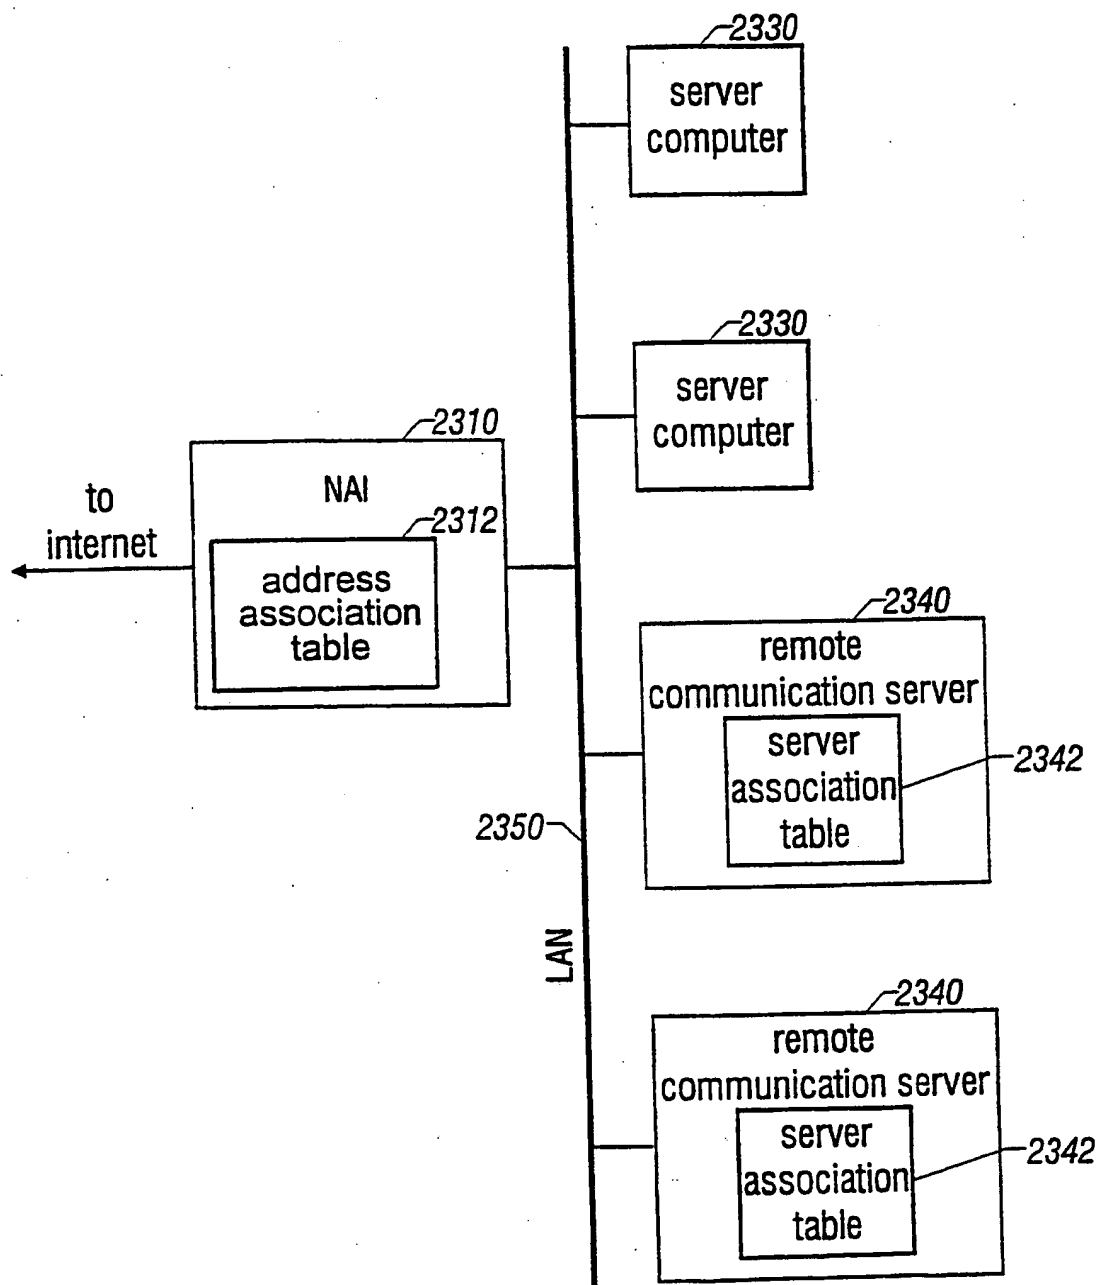 2330
server
computer
2330
server
computer
2310
NAI
to
internet
2312
address
association
table
2340
remote
communication server
server
association
table
2342
2350
LAN
2340
remote
communication server
server
association
table
2342